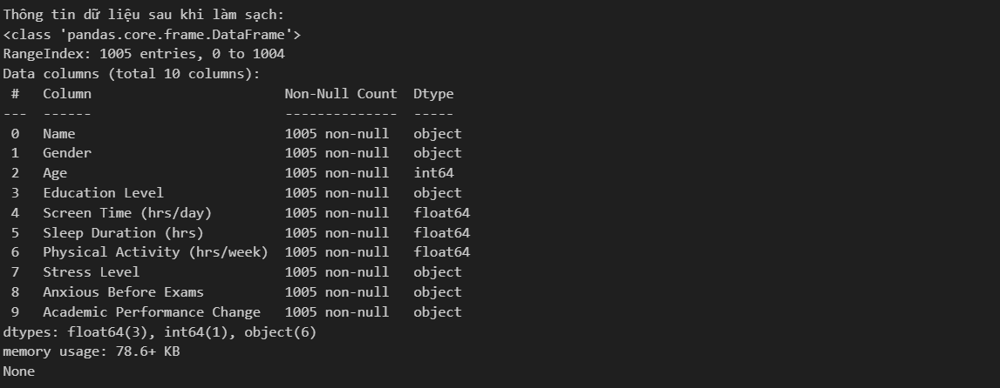 Thông tin dữ liệu sau khi làm sạch:
<class 'pandas.core.frame.DataFrame'>
RangeIndex: 1005 entries, 0 to 1004
Data columns (total 10 columns):
 #   Column                        Non-Null Count  Dtype
---  ------                        --------------  -----
 0   Name                          1005 non-null   object
 1   Gender                        1005 non-null   object
 2   Age                           1005 non-null   int64
 3   Education Level               1005 non-null   object
 4   Screen Time (hrs/day)         1005 non-null   float64
 5   Sleep Duration (hrs)          1005 non-null   float64
 6   Physical Activity (hrs/week)  1005 non-null   float64
 7   Stress Level                  1005 non-null   object
 8   Anxious Before Exams          1005 non-null   object
 9   Academic Performance Change   1005 non-null   object
dtypes: float64(3), int64(1), object(6)
memory usage: 78.6+ KB
None